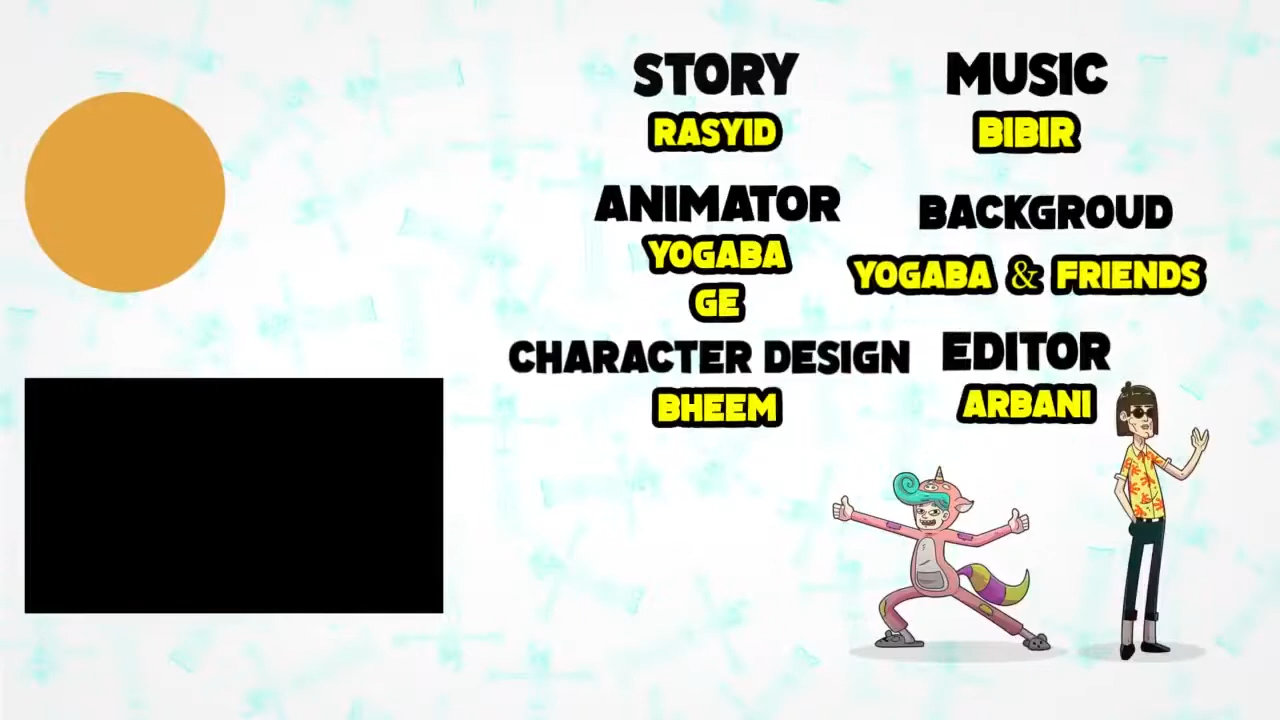 STORY
RASYID
MUSIC
BIBIR
ANIMATOR
YOGABA
GE
BACKGROUD
YOGABA & FRIENDS
CHARACTER DESIGN
BHEEM
EDITOR
ARBANI